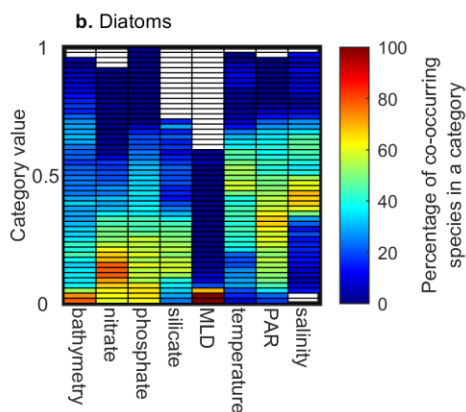 b. Diatoms
1
0.5
0
Category value
bathymetry
nitrate
phosphate
silicate
MLD
temperature
PAR
salinity
100
80
60
40
20
0
Percentage of co-occurring
species in a category